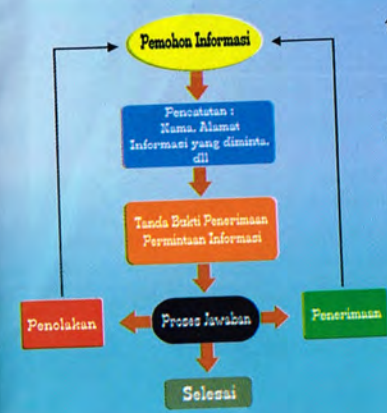 Pemohon Informasi
Pencatatan :
Nama, Alamat
Informasi yang diminta,
dll
Tanda Bukti Penerimaan
Permintaan Informasi
Penolakan
Proses Jawaban
Penerimaan
Selesai